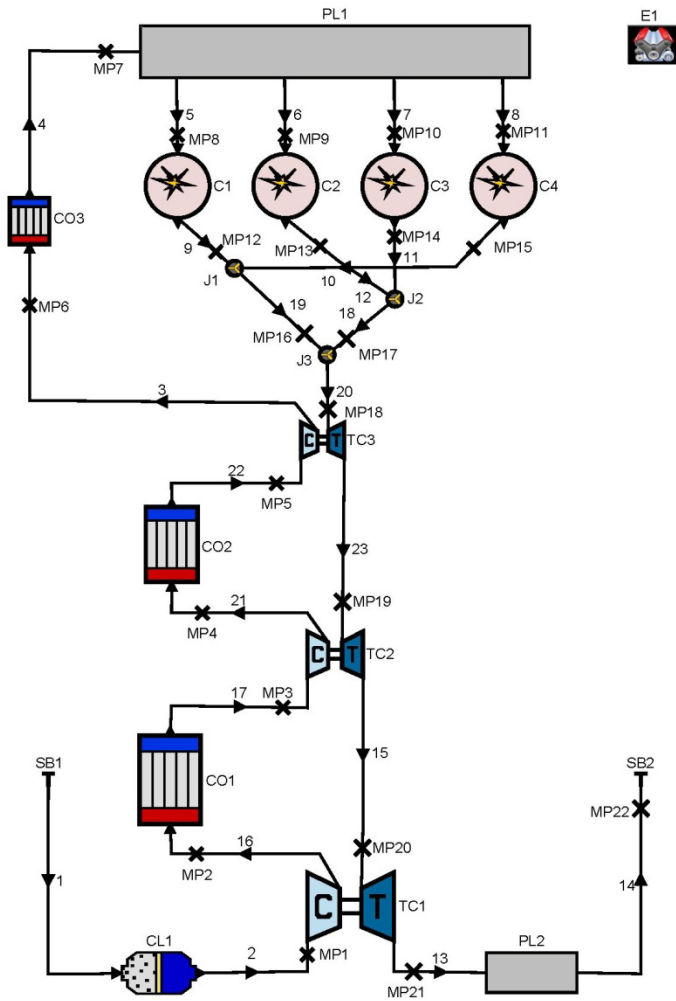 PL1
E1
MP7
4
5
6
7
8
MP8
MP9
MP10
MP11
C1
C2
C3
C4
CO3
MP12
MP13
MP14
MP15
9
11
J1
10
12
J2
MP6
19
18
MP16
MP17
J3
3
20
MP18
C T TC3
22
MP5
CO2
23
MP19
21
MP4
C T TC2
17
MP3
SB1
CO1
15
SB2
MP22
16
MP20
MP2
1
14
C T TC1
CL1
2
MP1
13
PL2
MP21